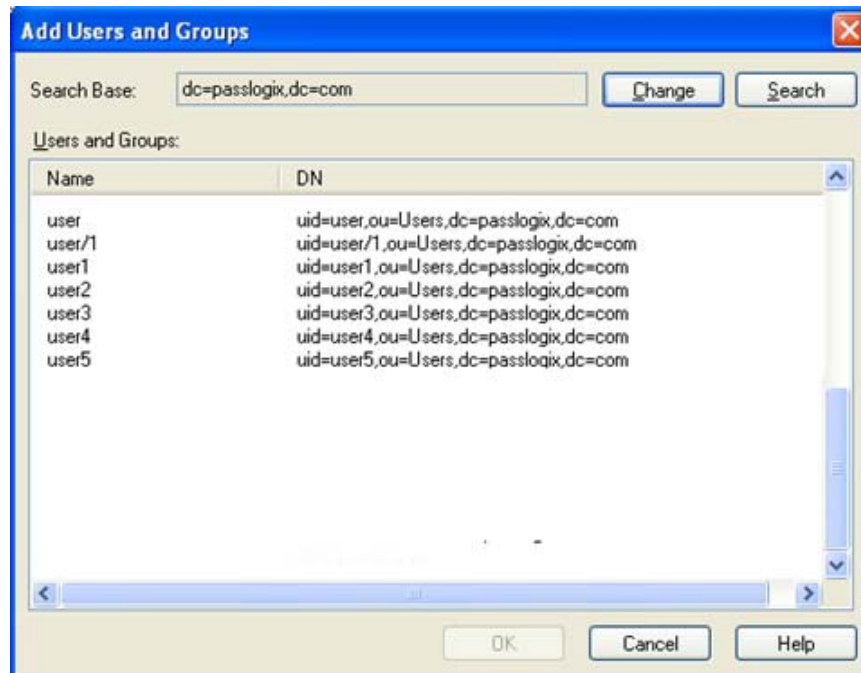 Add Users and Groups
Search Base: dc=passlogix,dc=com Change Search
Users and Groups:
Name DN
user uid=user,ou=Users,dc=passlogix,dc=com
user/1 uid=user/1,ou=Users,dc=passlogix,dc=com
user1 uid=user1,ou=Users,dc=passlogix,dc=com
user2 uid=user2,ou=Users,dc=passlogix,dc=com
user3 uid=user3,ou=Users,dc=passlogix,dc=com
user4 uid=user4,ou=Users,dc=passlogix,dc=com
user5 uid=user5,ou=Users,dc=passlogix,dc=com
OK Cancel Help